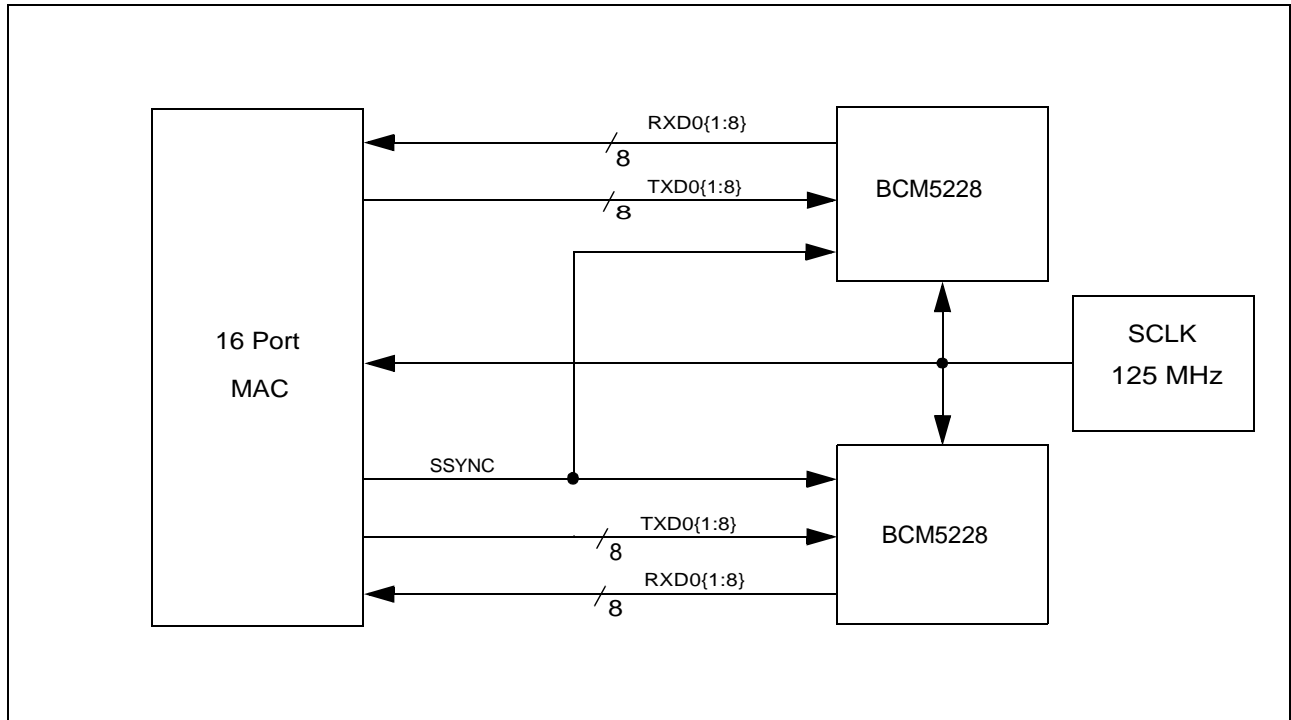 RXD0{1:8}
8
TXD0{1:8}
8
BCM5228
16 Port
MAC
SCLK
125 MHz
SSYNC
TXD0{1:8}
8
BCM5228
RXD0{1:8}
8